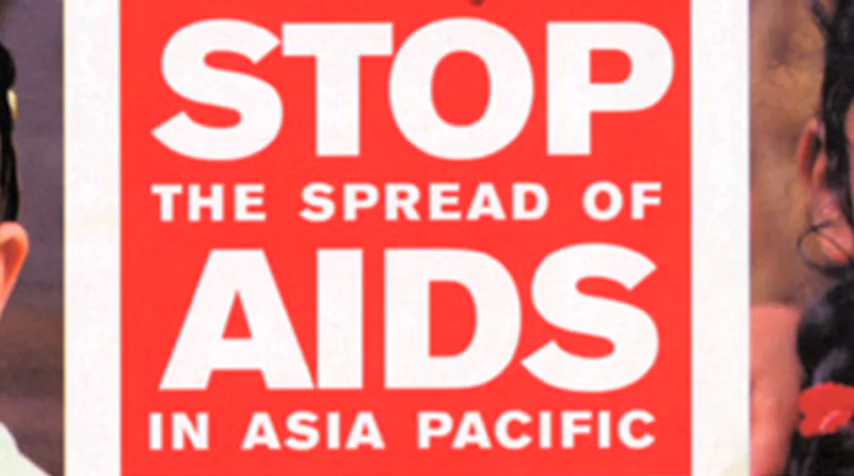 STOP
THE SPREAD OF
AIDS
IN ASIA PACIFIC